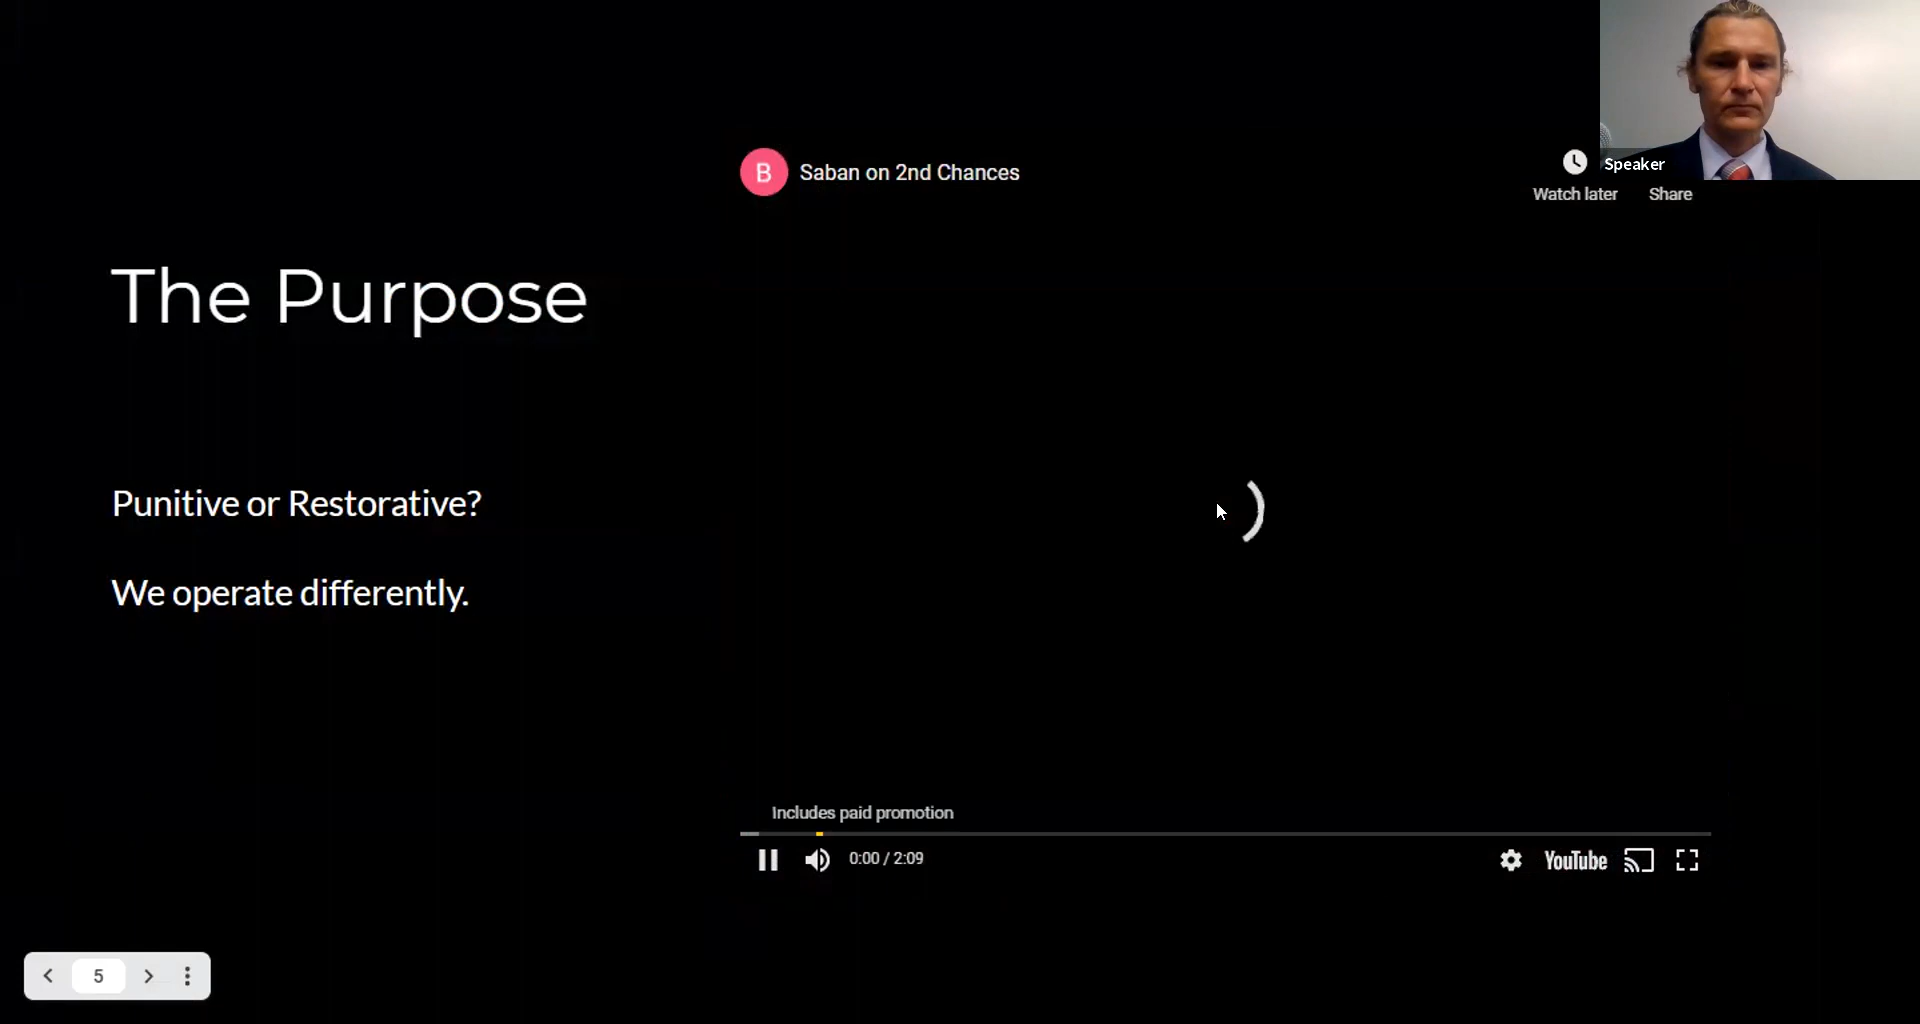 B Saban on 2nd Chances
Speaker
Watch later Share
The Purpose
Punitive or Restorative?
We operate differently.
Includes paid promotion
0:00 / 2:09
YouTube
5